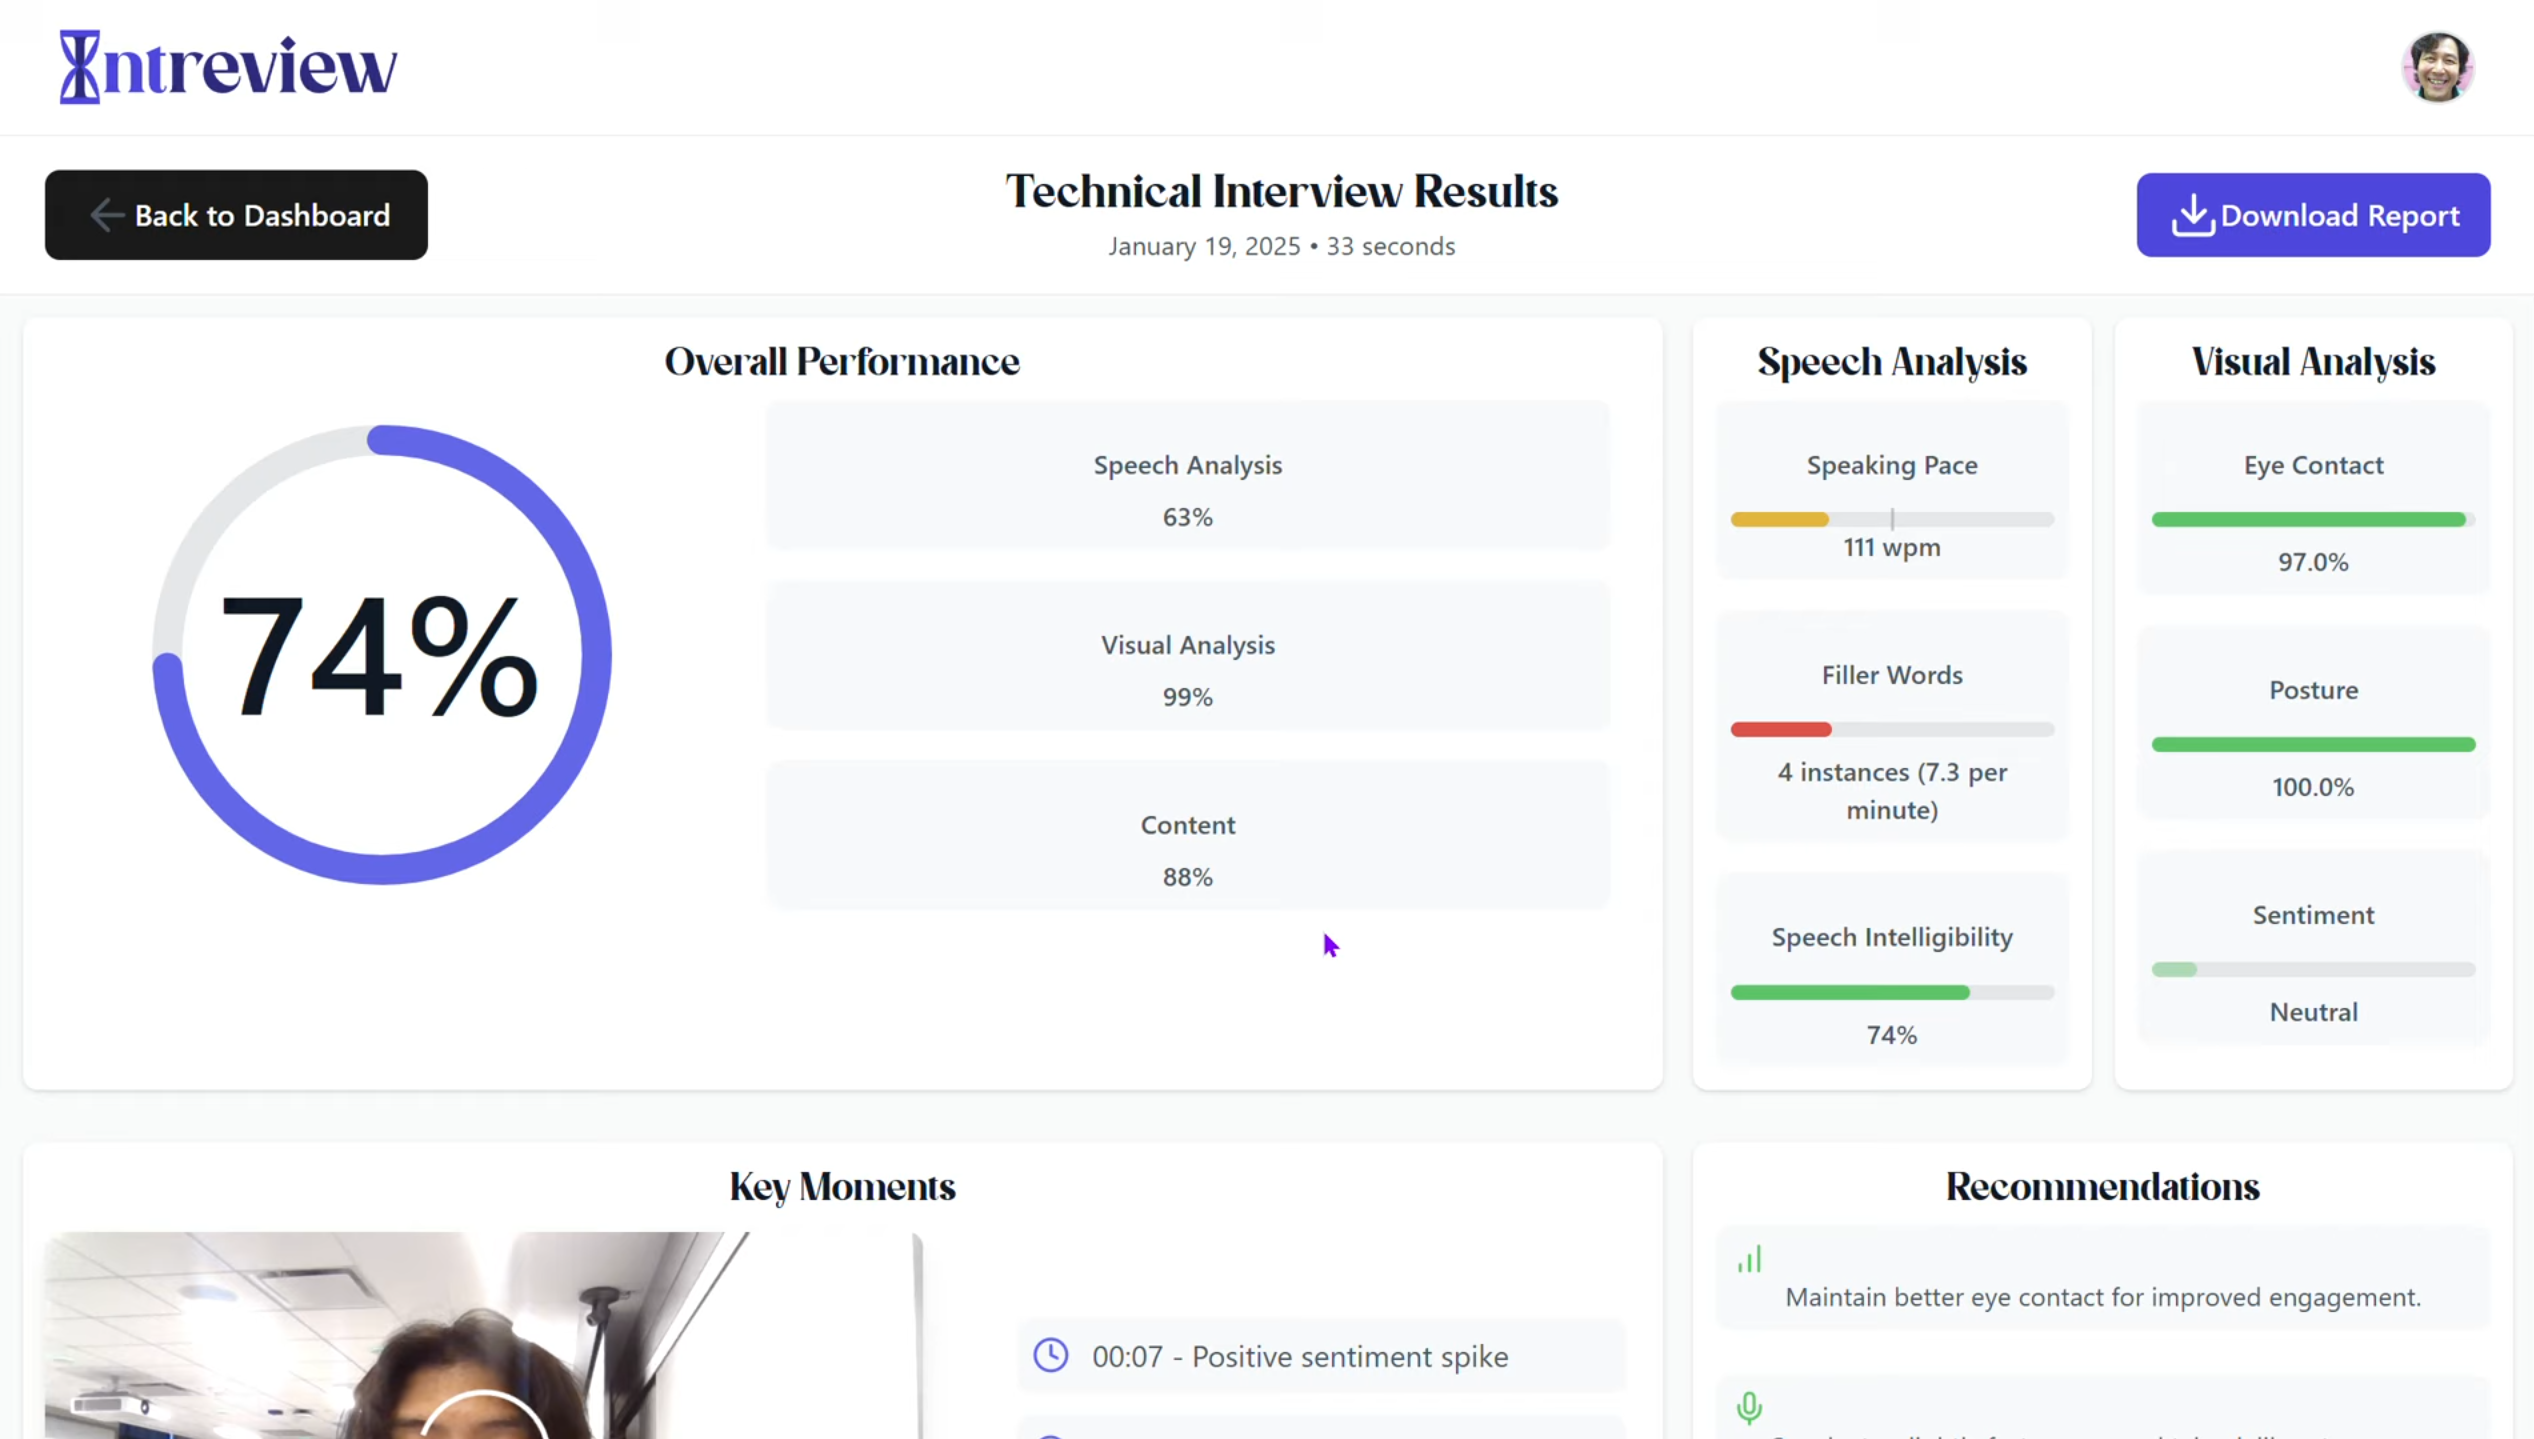 Intreview
Back to Dashboard
Technical Interview Results
January 19, 2025 • 33 seconds
Download Report
Overall Performance
74%
Speech Analysis
63%
Visual Analysis
99%
Content
88%
Speech Analysis
Speaking Pace
111 wpm
Filler Words
4 instances (7.3 per
minute)
Speech Intelligibility
74%
Visual Analysis
Eye Contact
97.0%
Posture
100.0%
Sentiment
Neutral
Key Moments
00:07 - Positive sentiment spike
Recommendations
Maintain better eye contact for improved engagement.